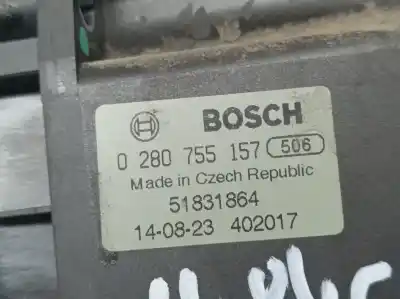 BOSCH
0 280 755 157 506
Made in Czech Republic
51831864
14-08-23 402017